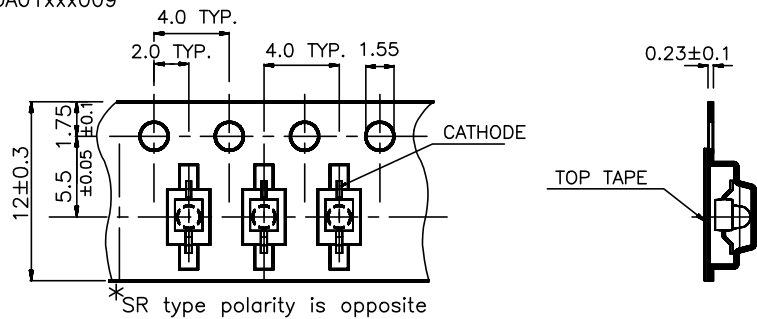 4.0 TYP.
2.0 TYP.
4.0 TYP.
1.55
0.23±0.1
12±0.3
1.75
±0.1
5.5
±0.05
CATHODE
TOP TAPE
*SR type polarity is opposite